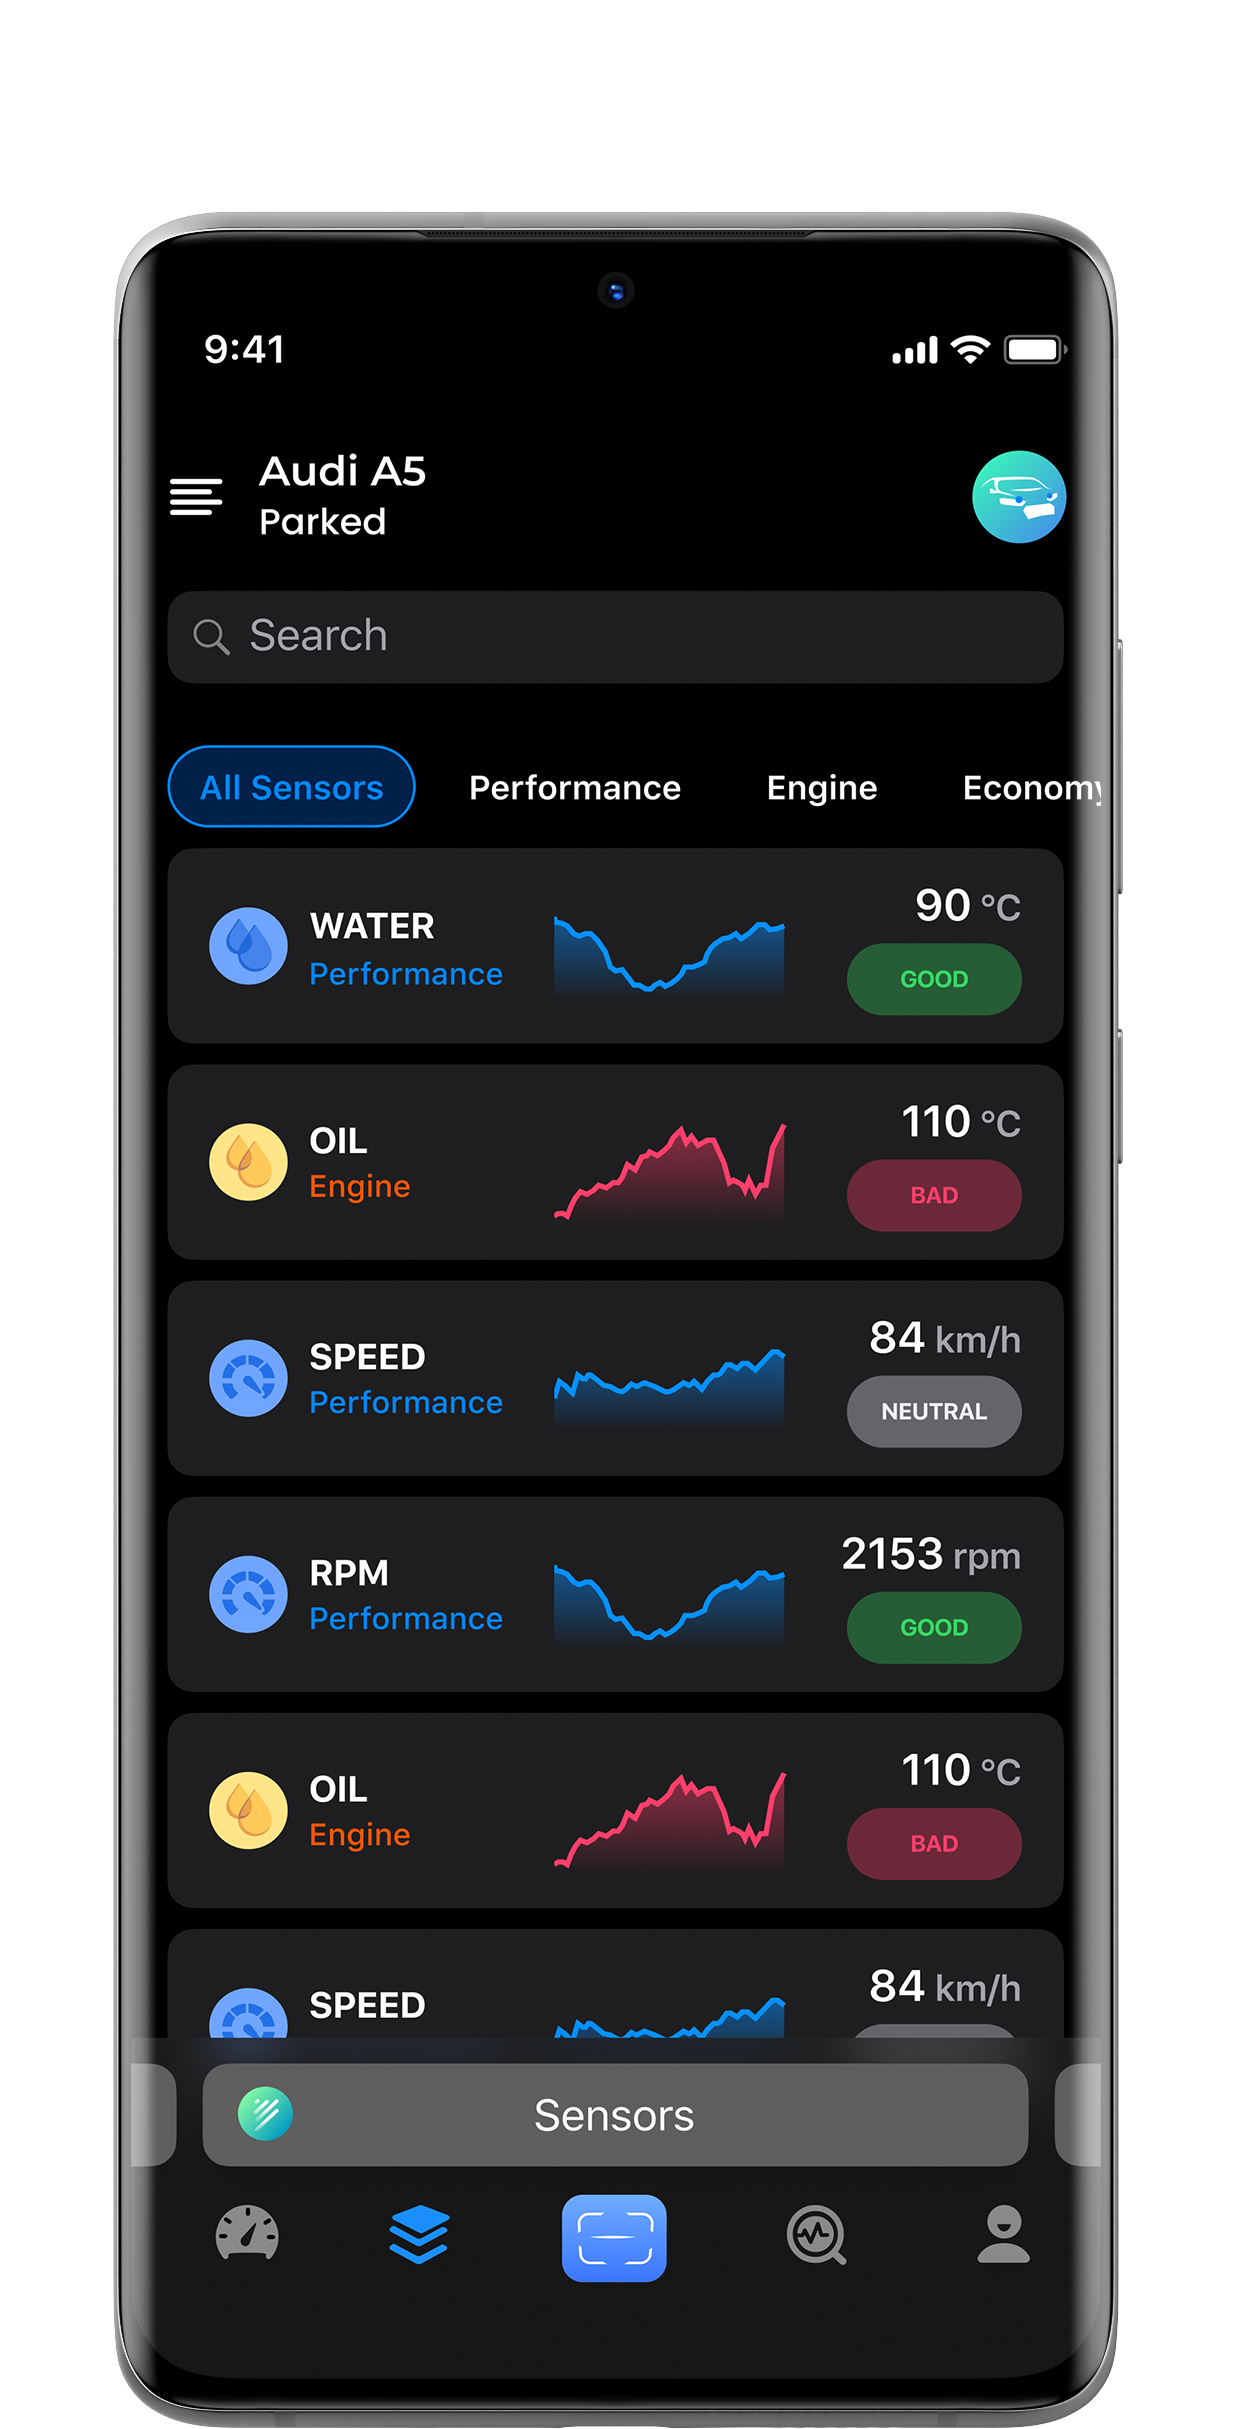 9:41
Audi A5
Parked
Search
All Sensors Performance Engine Economy
WATER
Performance
90 °C
GOOD
OIL
Engine
110 °C
BAD
SPEED
Performance
84 km/h
NEUTRAL
RPM
Performance
2153 rpm
GOOD
OIL
Engine
110 °C
BAD
SPEED
84 km/h
Sensors